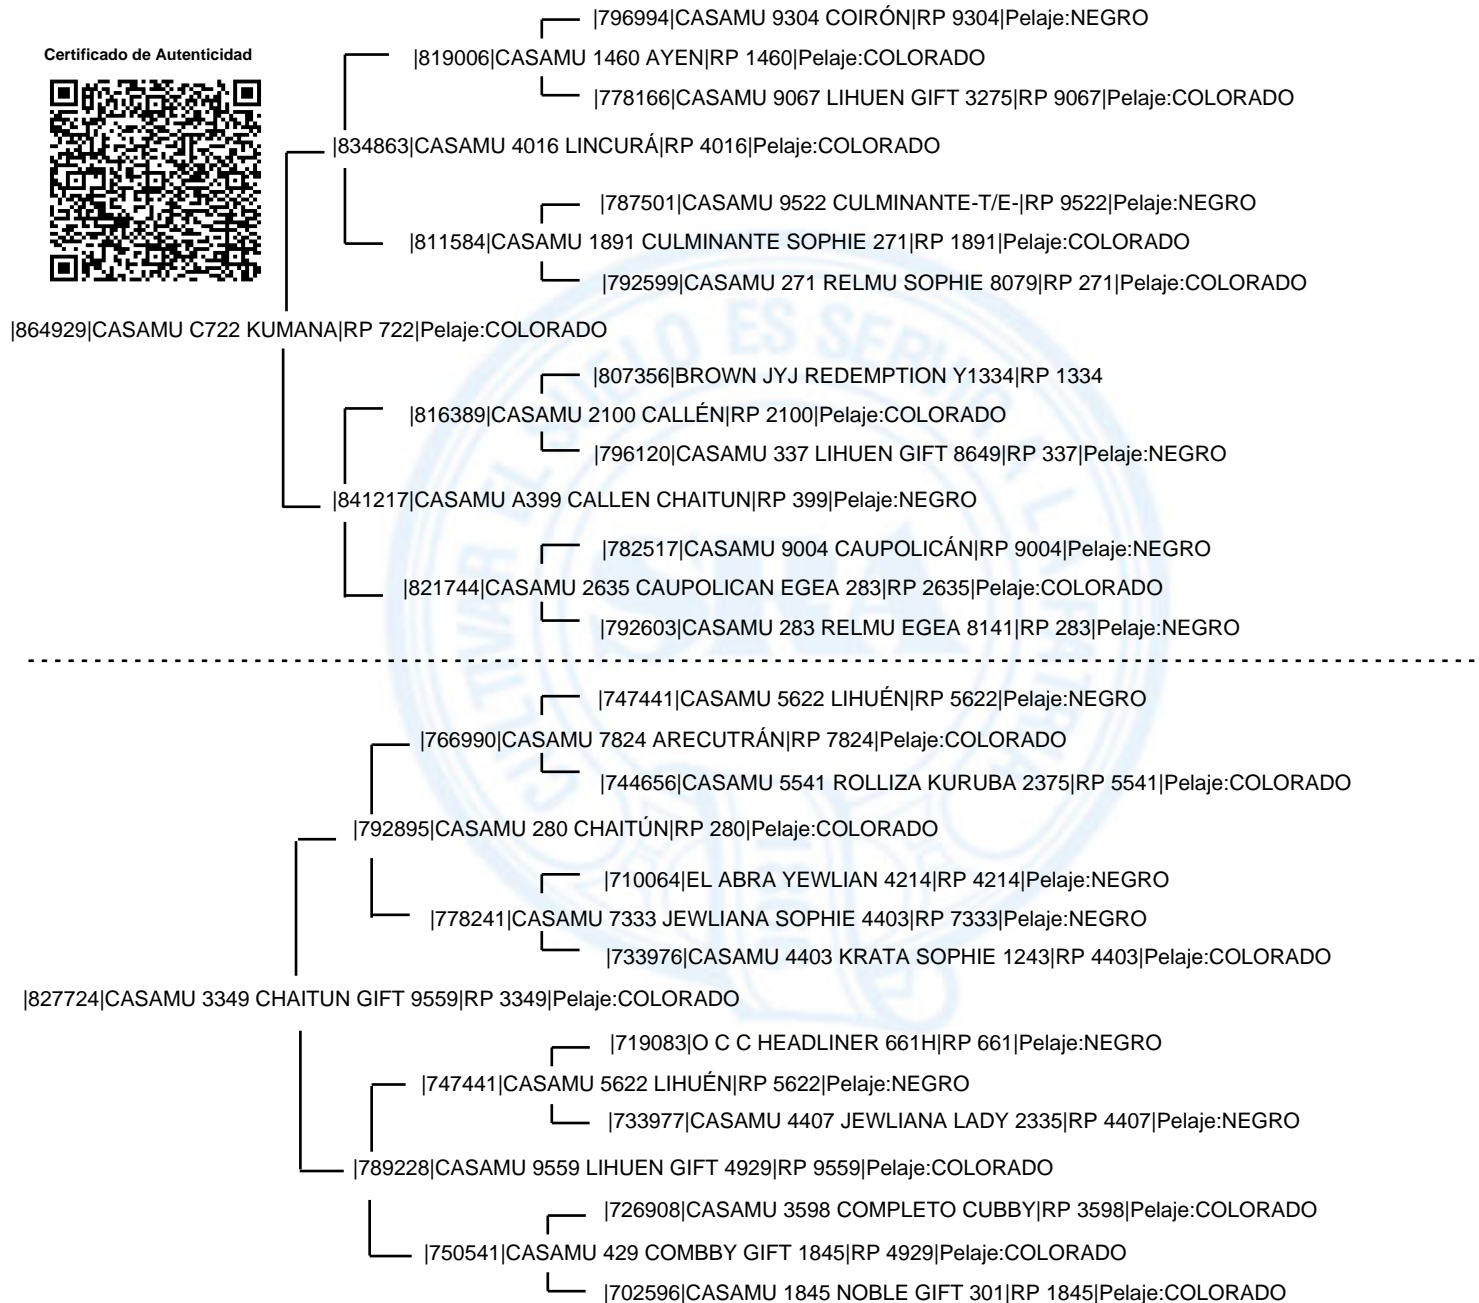 |796994|CASAMU 9304 COIRÓN|RP 9304|Pelaje:NEGRO
Certificado de Autenticidad
|819006|CASAMU 1460 AYEN|RP 1460|Pelaje:COLORADO
|778166|CASAMU 9067 LIHUEN GIFT 3275|RP 9067|Pelaje:COLORADO
|834863|CASAMU 4016 LINCURÁ|RP 4016|Pelaje:COLORADO
|787501|CASAMU 9522 CULMINANTE-T/E-|RP 9522|Pelaje:NEGRO
|811584|CASAMU 1891 CULMINANTE SOPHIE 271|RP 1891|Pelaje:COLORADO
|792599|CASAMU 271 RELMU SOPHIE 8079|RP 271|Pelaje:COLORADO
|864929|CASAMU C722 KUMANA|RP 722|Pelaje:COLORADO
|807356|BROWN JYJ REDEMPTION Y1334|RP 1334
|816389|CASAMU 2100 CALLÉN|RP 2100|Pelaje:COLORADO
|796120|CASAMU 337 LIHUEN GIFT 8649|RP 337|Pelaje:NEGRO
|841217|CASAMU A399 CALLEN CHAITUN|RP 399|Pelaje:NEGRO
|782517|CASAMU 9004 CAUPOLICÁN|RP 9004|Pelaje:NEGRO
|821744|CASAMU 2635 CAUPOLICAN EGEA 283|RP 2635|Pelaje:COLORADO
|792603|CASAMU 283 RELMU EGEA 8141|RP 283|Pelaje:NEGRO
|747441|CASAMU 5622 LIHUÉN|RP 5622|Pelaje:NEGRO
|766990|CASAMU 7824 ARECUTRÁN|RP 7824|Pelaje:COLORADO
|744656|CASAMU 5541 ROLLIZA KURUBA 2375|RP 5541|Pelaje:COLORADO
|792895|CASAMU 280 CHAITÚN|RP 280|Pelaje:COLORADO
|710064|EL ABRA YEWLIAN 4214|RP 4214|Pelaje:NEGRO
|778241|CASAMU 7333 JEWLIANA SOPHIE 4403|RP 7333|Pelaje:NEGRO
|733976|CASAMU 4403 KRATA SOPHIE 1243|RP 4403|Pelaje:COLORADO
|827724|CASAMU 3349 CHAITUN GIFT 9559|RP 3349|Pelaje:COLORADO
|719083|O C C HEADLINER 661H|RP 661|Pelaje:NEGRO
|747441|CASAMU 5622 LIHUÉN|RP 5622|Pelaje:NEGRO
|733977|CASAMU 4407 JEWLIANA LADY 2335|RP 4407|Pelaje:NEGRO
|789228|CASAMU 9559 LIHUEN GIFT 4929|RP 9559|Pelaje:COLORADO
|726908|CASAMU 3598 COMPLETO CUBBY|RP 3598|Pelaje:COLORADO
|750541|CASAMU 429 COMBBY GIFT 1845|RP 4929|Pelaje:COLORADO
|702596|CASAMU 1845 NOBLE GIFT 301|RP 1845|Pelaje:COLORADO
CULTIVAR EL SUELO ES SERVIR A LA PATRIA
SRA